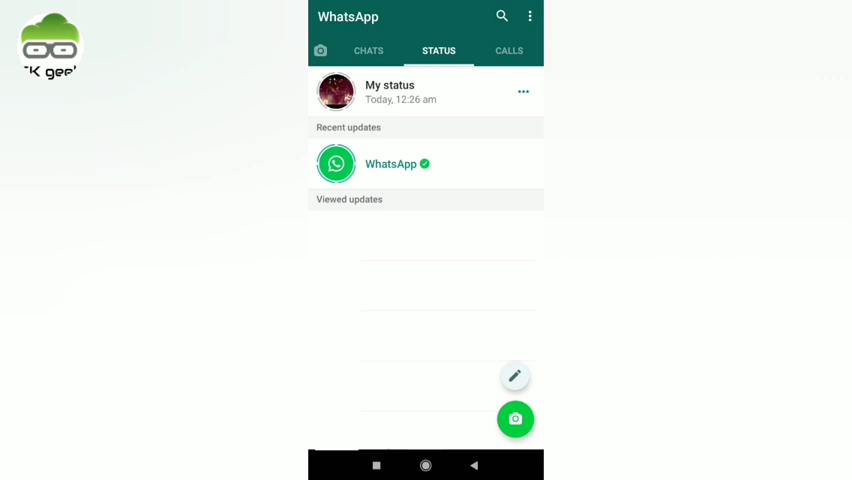 WhatsApp
CHATS STATUS CALLS
My status
Today, 12:26 am
Recent updates
WhatsApp
Viewed updates